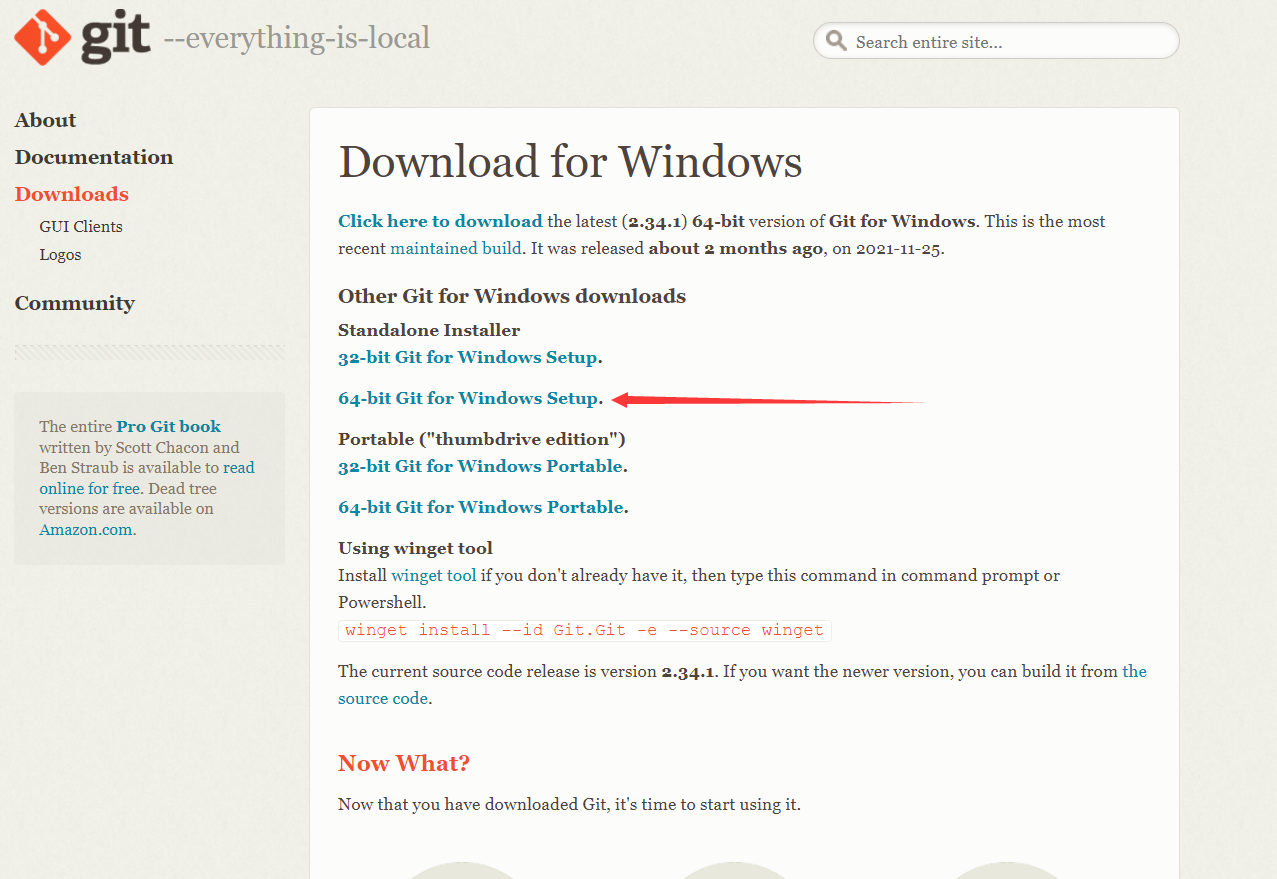 git --everything-is-local
Search entire site...
About
Documentation
Downloads
GUI Clients
Logos
Community
The entire Pro Git book
written by Scott Chacon and
Ben Straub is available to read
online for free. Dead tree
versions are available on
Amazon.com.
Download for Windows
Click here to download the latest (2.34.1) 64-bit version of Git for Windows. This is the most
recent maintained build. It was released about 2 months ago, on 2021-11-25.
Other Git for Windows downloads
Standalone Installer
32-bit Git for Windows Setup.
64-bit Git for Windows Setup.
Portable ("thumbdrive edition")
32-bit Git for Windows Portable.
64-bit Git for Windows Portable.
Using winget tool
Install winget tool if you don't already have it, then type this command in command prompt or
Powershell.
winget install --id Git.Git -e --source winget
The current source code release is version 2.34.1. If you want the newer version, you can build it from the
source code.
Now What?
Now that you have downloaded Git, it's time to start using it.